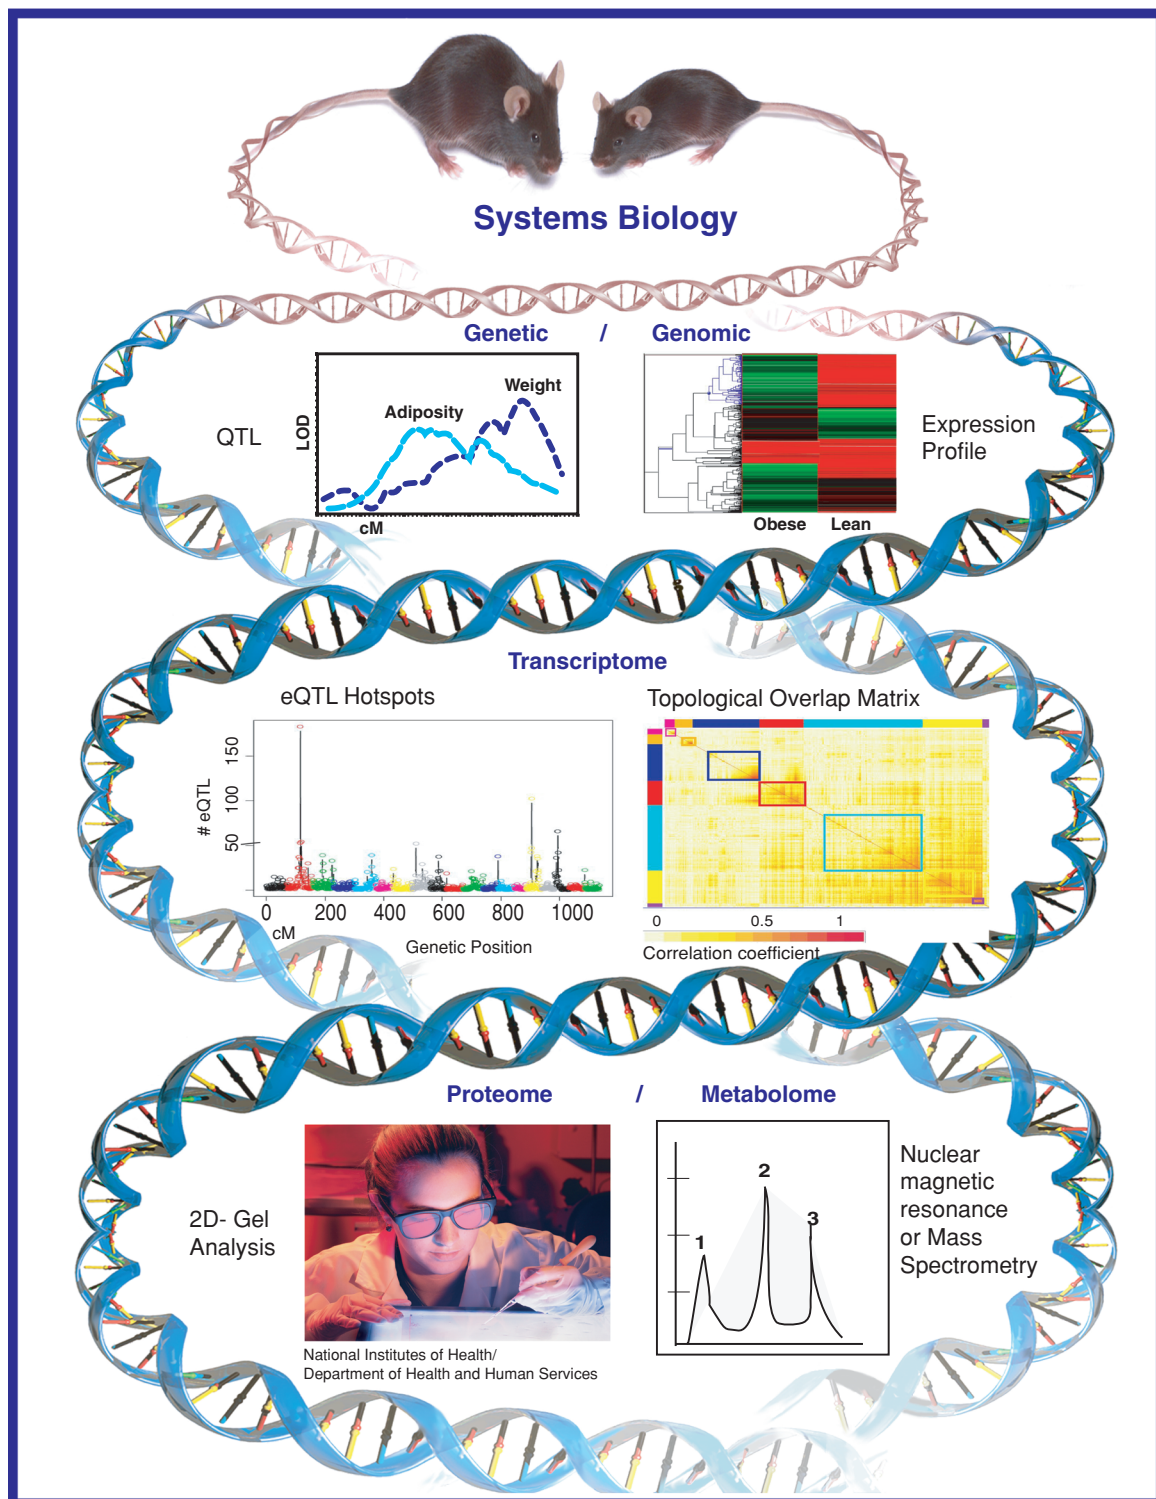 Systems Biology
Genetic / Genomic
QTL
LOD
Adiposity
Weight
cM
Obese Lean
Expression
Profile
Transcriptome
eQTL Hotspots
# eQTL
150
100
50
0 200 400 600 800 1000
cM
Genetic Position
Topological Overlap Matrix
0 0.5 1
Correlation coefficient
Proteome / Metabolome
2D- Gel
Analysis
National Institutes of Health/
Department of Health and Human Services
1
2
3
Nuclear
magnetic
resonance
or Mass
Spectrometry